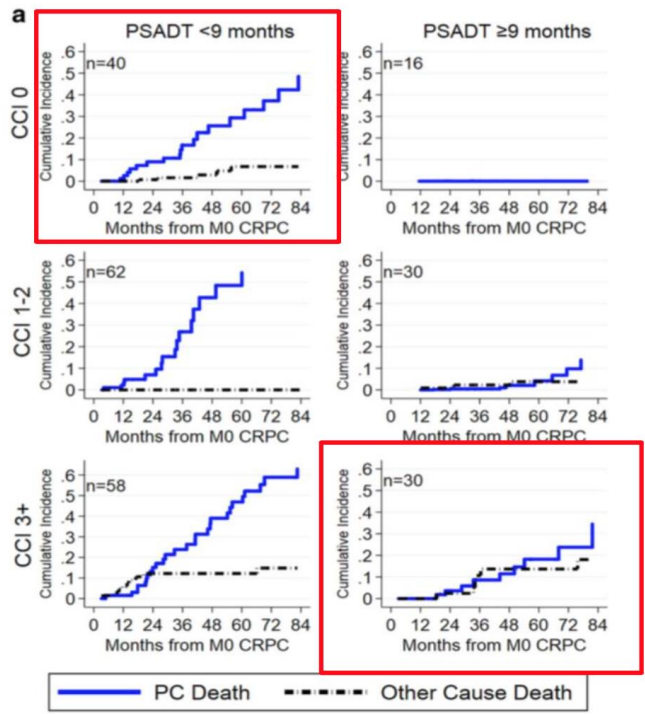 a
PSADT <9 months
PSADT ≥9 months
CCI 0
Cumulative Incidence
.6
.5
.4
.3
.2
.1
0
n=40
0 12 24 36 48 60 72 84
Months from M0 CRPC
Cumulative Incidence
.6
.5
.4
.3
.2
.1
0
n=16
0 12 24 36 48 60 72 84
Months from M0 CRPC
CCI 1-2
Cumulative Incidence
.6
.5
.4
.3
.2
.1
0
n=62
0 12 24 36 48 60 72 84
Months from M0 CRPC
Cumulative Incidence
.6
.5
.4
.3
.2
.1
0
n=30
0 12 24 36 48 60 72 84
Months from M0 CRPC
CCI 3+
Cumulative Incidence
.6
.5
.4
.3
.2
.1
0
n=58
0 12 24 36 48 60 72 84
Months from M0 CRPC
Cumulative Incidence
.6
.5
.4
.3
.2
.1
0
n=30
0 12 24 36 48 60 72 84
Months from M0 CRPC
PC Death
Other Cause Death